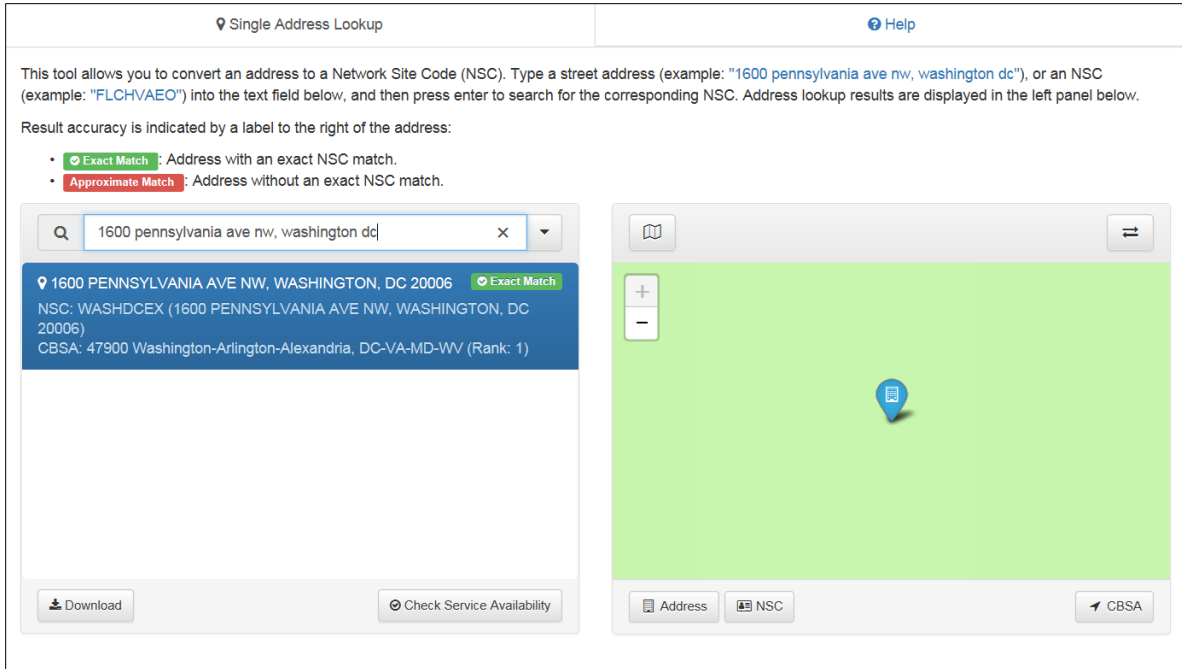 Single Address Lookup
Help
This tool allows you to convert an address to a Network Site Code (NSC). Type a street address (example: "1600 pennsylvania ave nw, washington dc"), or an NSC
(example: "FLCHVAEO") into the text field below, and then press enter to search for the corresponding NSC. Address lookup results are displayed in the left panel below.
Result accuracy is indicated by a label to the right of the address:
• Exact Match : Address with an exact NSC match.
• Approximate Match : Address without an exact NSC match.
1600 pennsylvania ave nw, washington dc
1600 PENNSYLVANIA AVE NW, WASHINGTON, DC 20006 Exact Match
NSC: WASHDCEX (1600 PENNSYLVANIA AVE NW, WASHINGTON, DC
20006)
CBSA: 47900 Washington-Arlington-Alexandria, DC-VA-MD-WV (Rank: 1)
+
−
Download
Check Service Availability
Address
NSC
CBSA